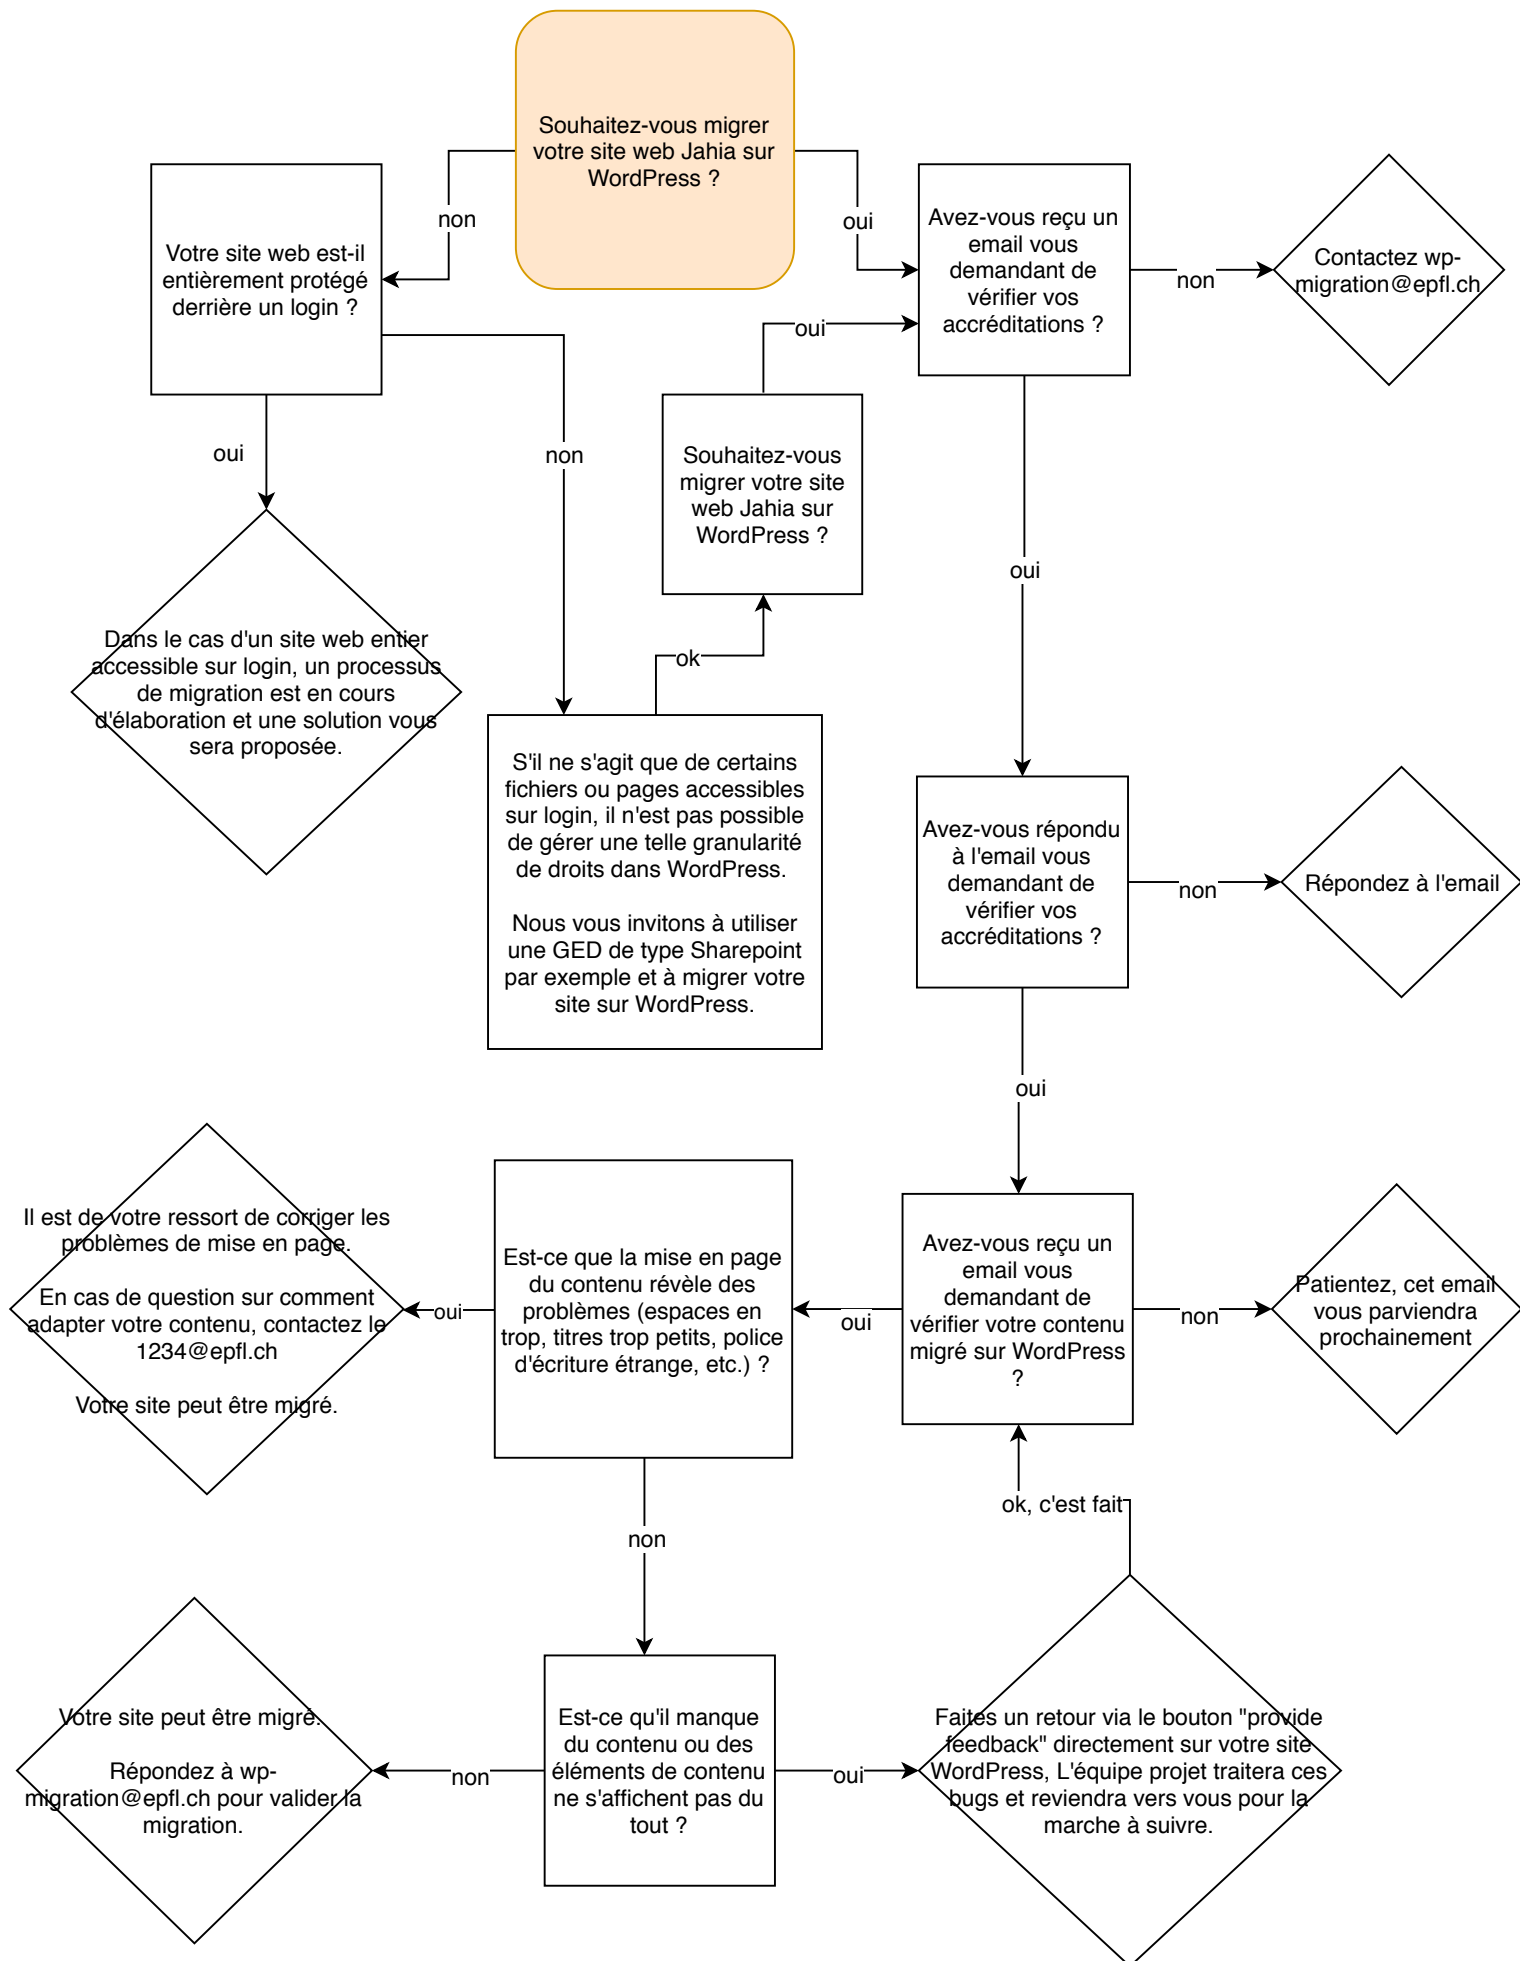 Souhaitez-vous migrer
votre site web Jahia sur
WordPress ?
non
oui
Votre site web est-il
entièrement protégé
derrière un login ?
Avez-vous reçu un
email vous
demandant de
vérifier vos
accréditations ?
non
Contactez wp-
migration@epfl.ch
oui
oui
non
Souhaitez-vous
migrer votre site
web Jahia sur
WordPress ?
oui
ok
Dans le cas d'un site web entier
accessible sur login, un processus
de migration est en cours
d'élaboration et une solution vous
sera proposée.
S'il ne s'agit que de certains
fichiers ou pages accessibles
sur login, il n'est pas possible
de gérer une telle granularité
de droits dans WordPress.
Nous vous invitons à utiliser
une GED de type Sharepoint
par exemple et à migrer votre
site sur WordPress.
Avez-vous répondu
à l'email vous
demandant de
vérifier vos
accréditations ?
non
Répondez à l'email
oui
Il est de votre ressort de corriger les
problèmes de mise en page.
En cas de question sur comment
adapter votre contenu, contactez le
1234@epfl.ch
Votre site peut être migré.
oui
Est-ce que la mise en page
du contenu révèle des
problèmes (espaces en
trop, titres trop petits, police
d'écriture étrange, etc.) ?
oui
Avez-vous reçu un
email vous
demandant de
vérifier votre contenu
migré sur WordPress
?
non
Patientez, cet email
vous parviendra
prochainement
ok, c'est fait
non
Votre site peut être migré.
Répondez à wp-
migration@epfl.ch pour valider la
migration.
non
Est-ce qu'il manque
du contenu ou des
éléments de contenu
ne s'affichent pas du
tout ?
oui
Faites un retour via le bouton "provide
feedback" directement sur votre site
WordPress, L'équipe projet traitera ces
bugs et reviendra vers vous pour la
marche à suivre.